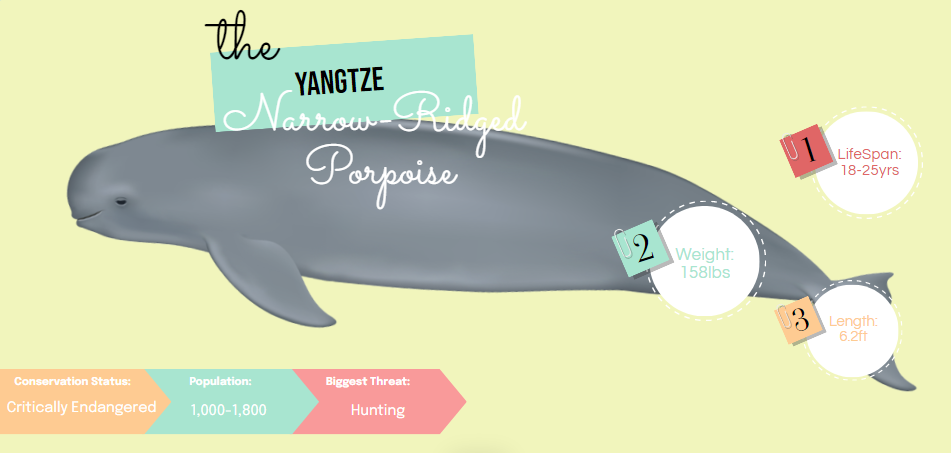 the
YANGTZE
Narrow-Ridged
Porpoise
1
LifeSpan:
18-25yrs
2
Weight:
158lbs
3
Length:
6.2ft
Conservation Status:
Critically Endangered
Population:
1,000-1,800
Biggest Threat:
Hunting